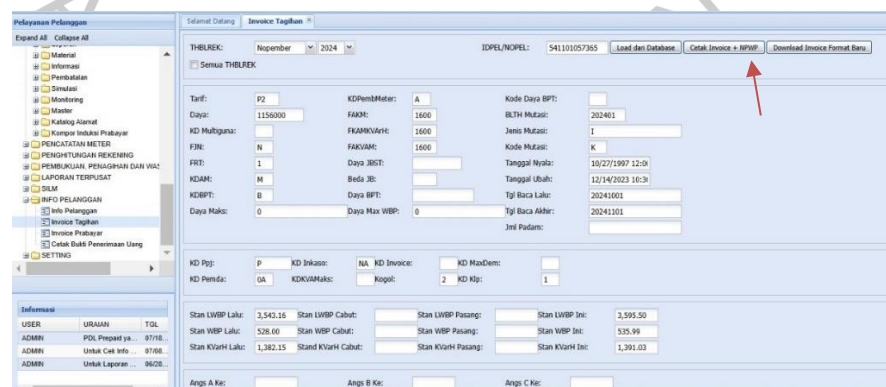 Pelayanan Pelanggan
Expand All Collapse All
Material
Informasi
Pembatalan
Simulasi
Monitoring
Master
Katalog Alamat
Kompor Induksi Prabayar
PENCATATAN METER
PENGHITUNGAN REKENING
PEMBUKUAN, PENAGIHAN DAN WAS
LAPORAN TERPUSAT
SILM
INFO PELANGGAN
Info Pelanggan
Invoice Tagihan
Invoice Prabayar
Cetak Bukti Penerimaan Uang
SETTING
Informasi
USER URAIAN TGL
ADMIN PDL Prepaid ya... 07/18...
ADMIN Untuk Cek Info ... 07/08...
ADMIN Untuk Laporan ... 06/28...
Selamat Datang Invoice Tagihan
THBLREK: Nopember 2024 IDPEL/NOPEL: 541101057365 Load dari Database Cetak Invoice + NPWP Download Invoice Format Baru
Semua THBLREK
Tarif: P2 KDPembMeter: A Kode Daya BPT:
Daya: 1156000 FAKM: 1600 BLTH Mutasi: 202401
KD Multiguna: FKAMKVArH: 1600 Jenis Mutasi: I
FJN: N FAKVAM: 1600 Kode Mutasi: K
FRT: 1 Daya JBST: Tanggal Nyala: 10/27/1997 12:0
KDAM: M Beda JB: Tanggal Ubah: 12/14/2023 10:3
KDBPT: B Daya BPT: Tgl Baca Lalu: 20241001
Daya Maks: 0 Daya Max WBP: 0 Tgl Baca Akhir: 20241101
Jml Padam:
KD Ppj: P KD Inkaso: NA KD Invoice: KD MaxDem:
KD Pemda: 0A KDKVAMaks: Kogol: 2 KD Klp: 1
Stan LWBP Lalu: 3,543.16 Stan LWBP Cabut: Stan LWBP Pasang: Stan LWBP Ini: 3,595.50
Stan WBP Lalu: 528.00 Stan WBP Cabut: Stan WBP Pasang: Stan WBP Ini: 535.99
Stan KVarH Lalu: 1,382.15 Stand KVarH Cabut: Stan KVarH Pasang: Stan KVarH Ini: 1,391.03
Angs A Ke: Angs B Ke: Angs C Ke: